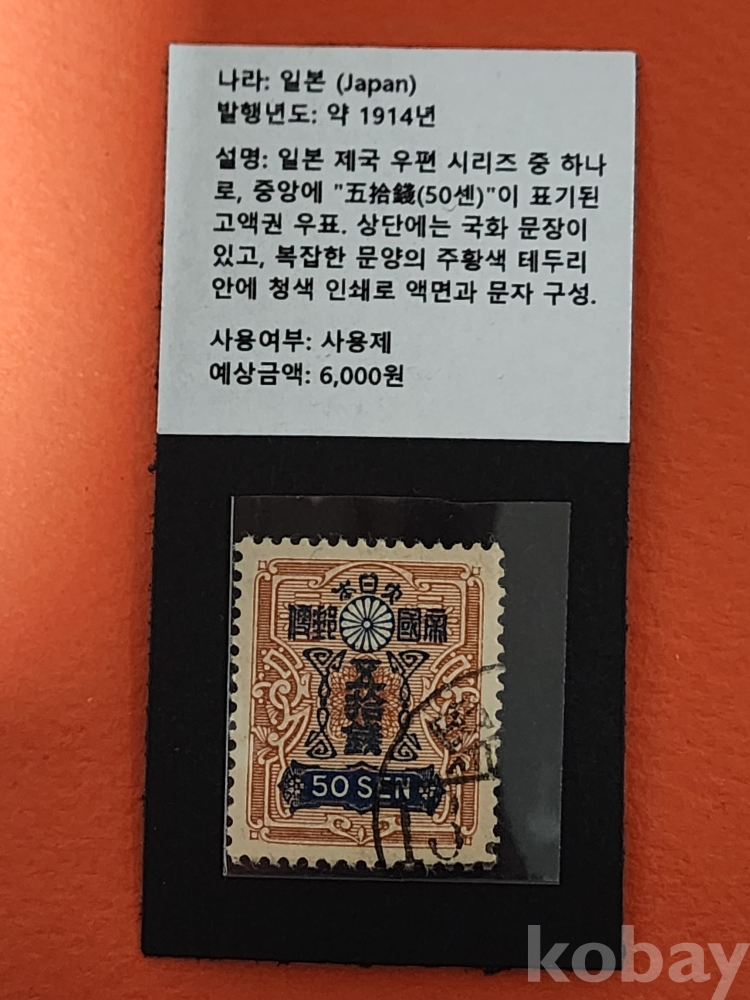 나라: 일본 (Japan)
발행년도: 약 1914년
설명: 일본 제국 우편 시리즈 중 하나
로, 중앙에 "五拾錢(50센)"이 표기된
고액권 우표. 상단에는 국화 문장이
있고, 복잡한 문양의 주황색 테두리
안에 청색 인쇄로 액면과 문자 구성.
사용여부: 사용제
예상금액: 6,000원
本日大
傳郵 國帝
五拾錢
50 SEN
kobay